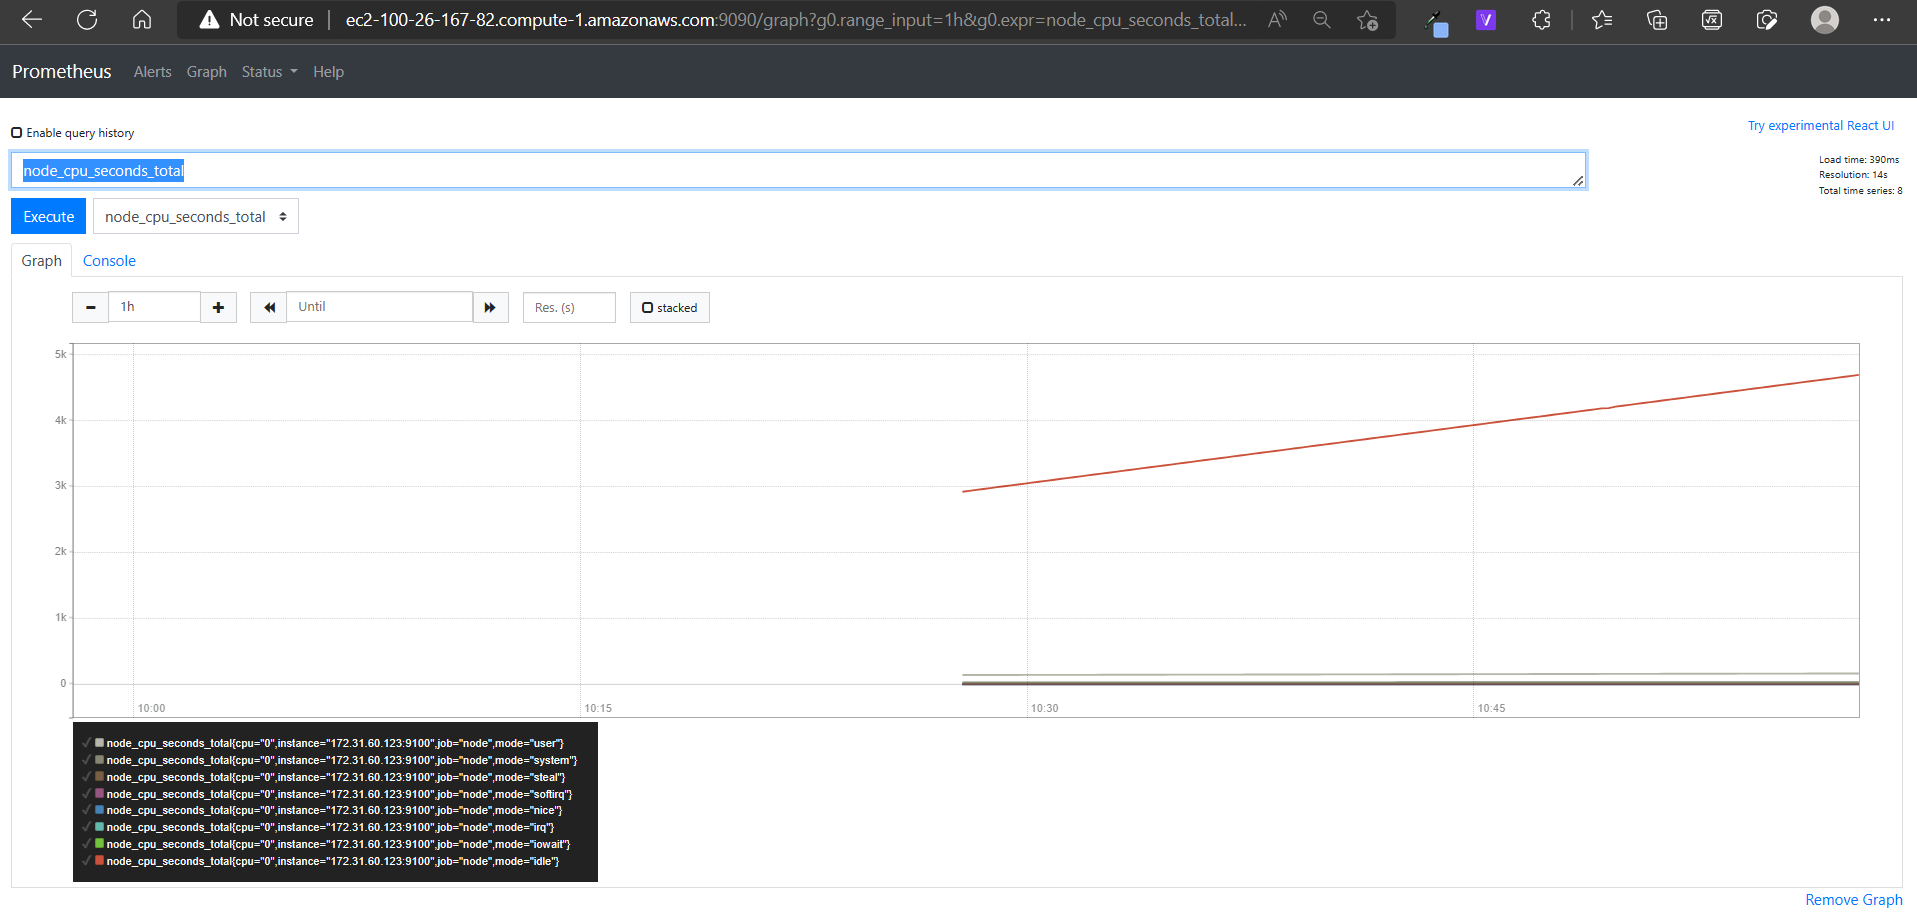 Not secure | ec2-100-26-167-82.compute-1.amazonaws.com:9090/graph?g0.range_input=1h&g0.expr=node_cpu_seconds_total...
Prometheus Alerts Graph Status Help
Enable query history
Try experimental React UI
node_cpu_seconds_total
Load time: 390ms
Resolution: 14s
Total time series: 8
Execute node_cpu_seconds_total
Graph Console
1h Until Res. (s) stacked
5k
4k
3k
2k
1k
0
10:00 10:15 10:30 10:45
node_cpu_seconds_total{cpu="0",instance="172.31.60.123:9100",job="node",mode="user"}
node_cpu_seconds_total{cpu="0",instance="172.31.60.123:9100",job="node",mode="system"}
node_cpu_seconds_total{cpu="0",instance="172.31.60.123:9100",job="node",mode="steal"}
node_cpu_seconds_total{cpu="0",instance="172.31.60.123:9100",job="node",mode="softirq"}
node_cpu_seconds_total{cpu="0",instance="172.31.60.123:9100",job="node",mode="nice"}
node_cpu_seconds_total{cpu="0",instance="172.31.60.123:9100",job="node",mode="irq"}
node_cpu_seconds_total{cpu="0",instance="172.31.60.123:9100",job="node",mode="iowait"}
node_cpu_seconds_total{cpu="0",instance="172.31.60.123:9100",job="node",mode="idle"}
Remove Graph